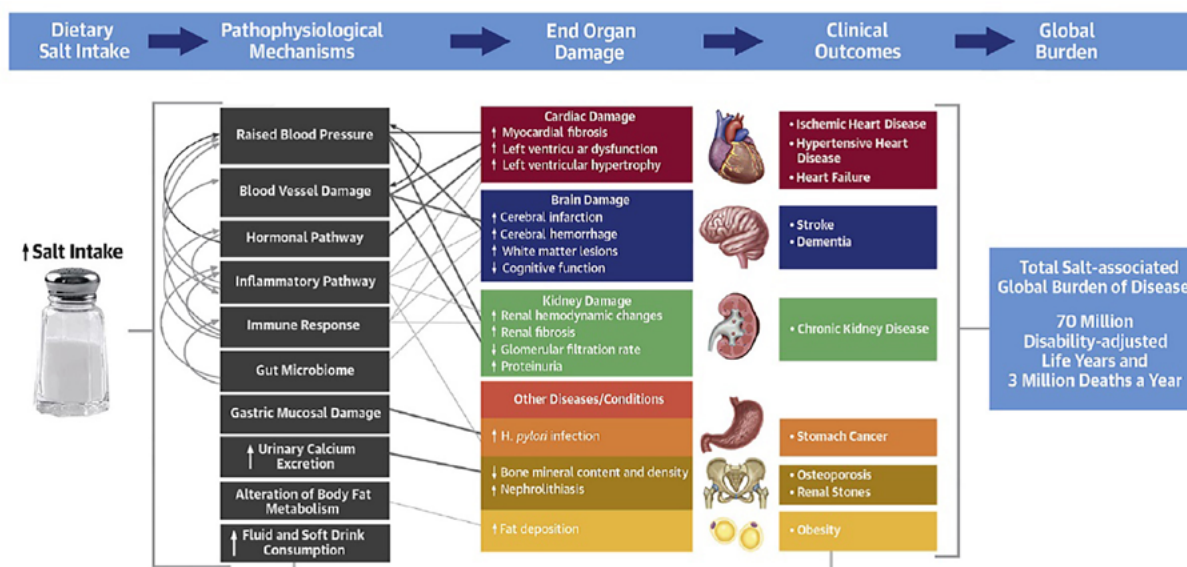 Dietary
Salt Intake
Pathophysiological
Mechanisms
End Organ
Damage
Clinical
Outcomes
Global
Burden
↑ Salt Intake
Raised Blood Pressure
Blood Vessel Damage
Hormonal Pathway
Inflammatory Pathway
Immune Response
Gut Microbiome
Gastric Mucosal Damage
↑ Urinary Calcium
Excretion
Alteration of Body Fat
Metabolism
↑ Fluid and Soft Drink
Consumption
Cardiac Damage
↑ Myocardial fibrosis
↑ Left ventricu ar dysfunction
↑ Left ventricular hypertrophy
Brain Damage
↑ Cerebral infarction
↑ Cerebral hemorrhage
↑ White matter lesions
↓ Cognitive function
Kidney Damage
↑ Renal hemodynamic changes
↑ Renal fibrosis
↓ Glomerular filtration rate
↑ Proteinuria
Other Diseases/Conditions
↑ H. pylori infection
↓ Bone mineral content and density
↑ Nephrolithiasis
↑ Fat deposition
• Ischemic Heart Disease
• Hypertensive Heart
Disease
• Heart Failure
• Stroke
• Dementia
• Chronic Kidney Disease
• Stomach Cancer
• Osteoporosis
• Renal Stones
• Obesity
Total Salt-associated
Global Burden of Disease
70 Million
Disability-adjusted
Life Years and
3 Million Deaths a Year